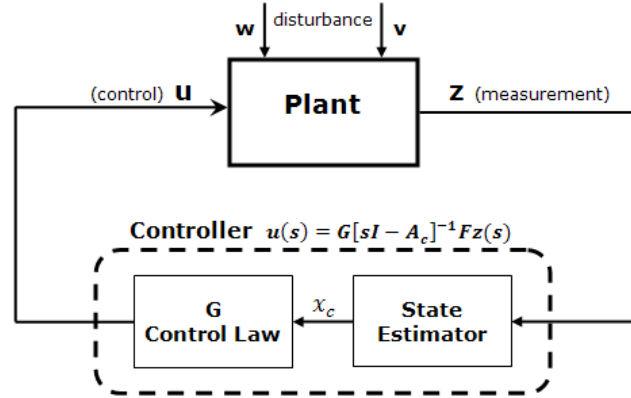 disturbance
w v
(control) u
Plant
z (measurement)
Controller u(s) = G[sI − A_c]^{-1}Fz(s)
G
Control Law
x_c
State
Estimator